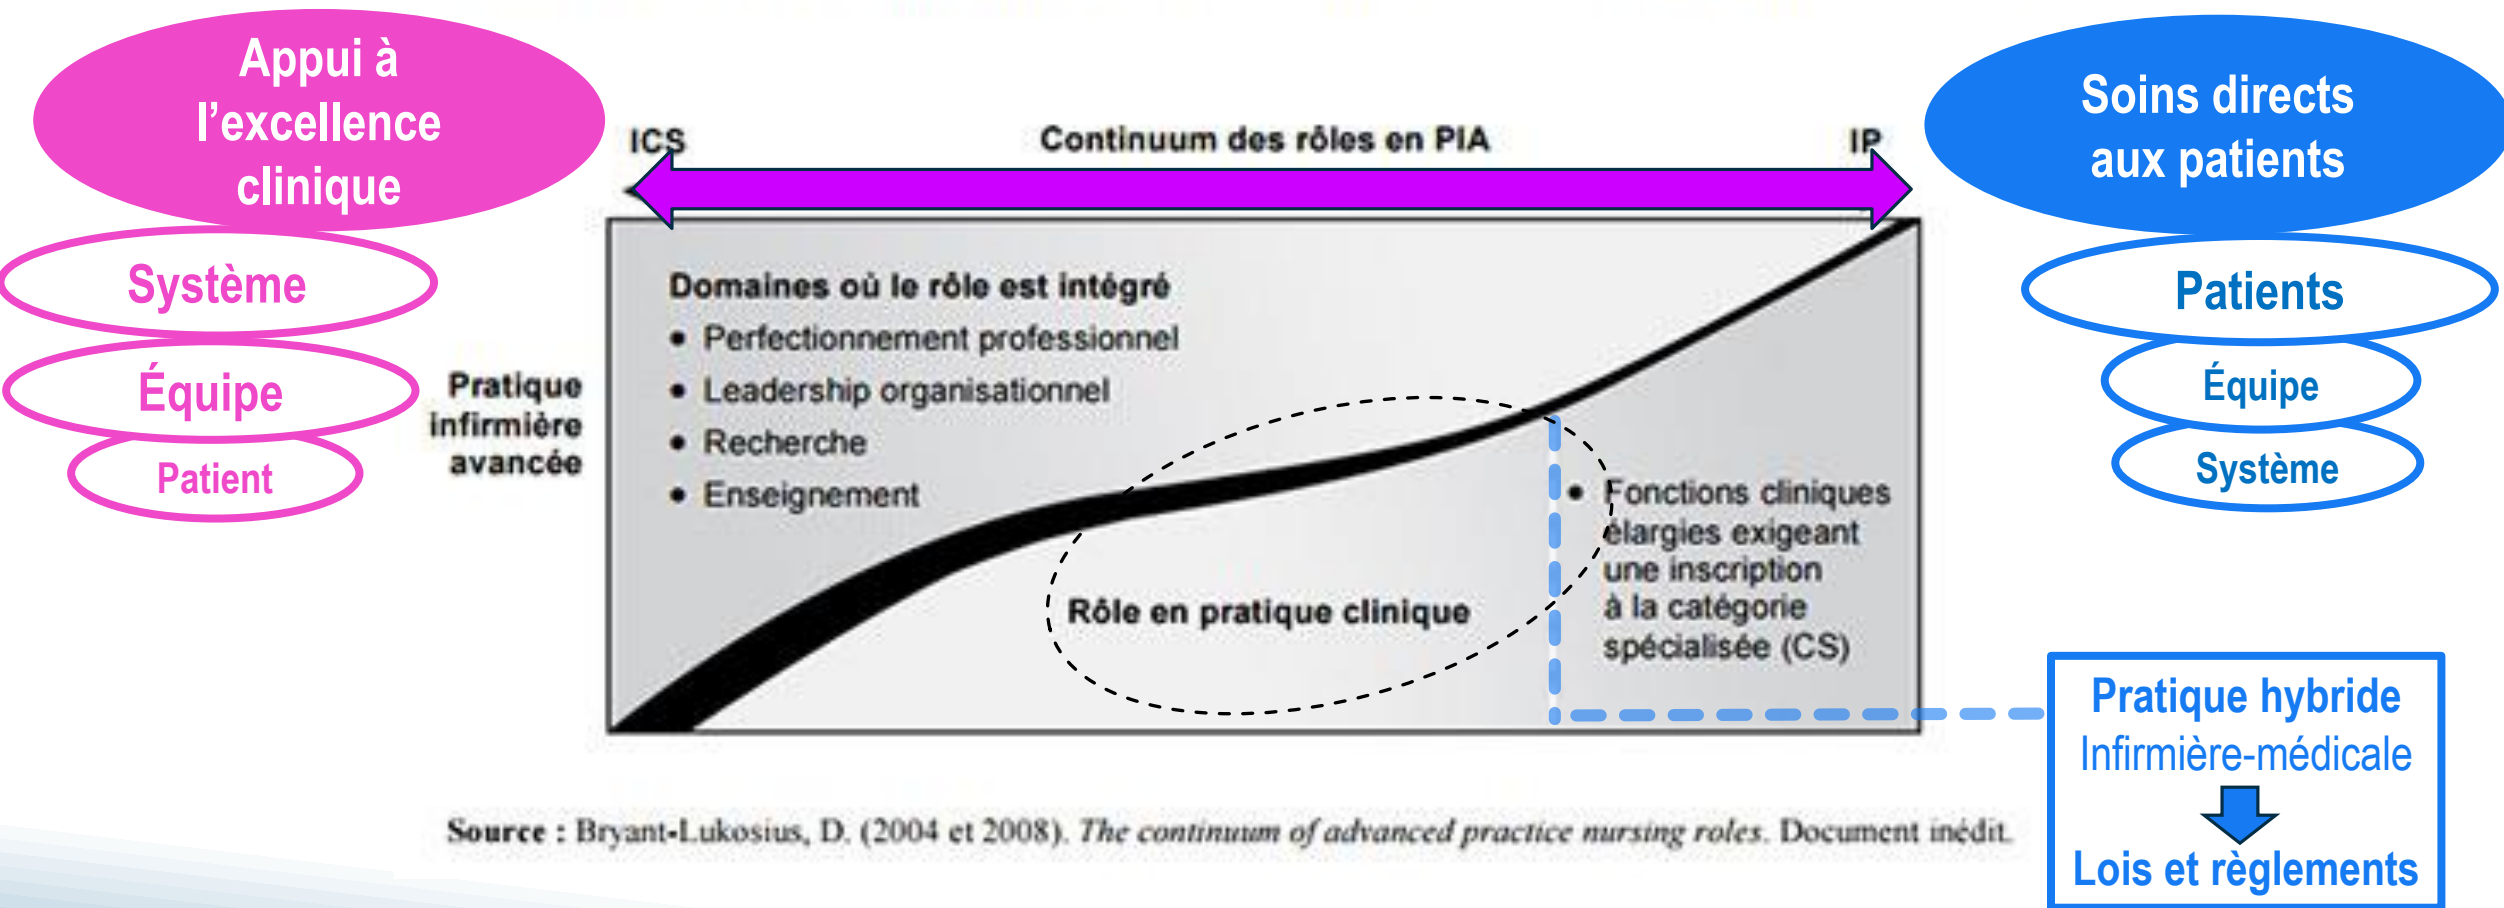 Appui à
l’excellence
clinique
Système
Équipe
Patient
ICS
Continuum des rôles en PIA
IP
Pratique
infirmière
avancée
Domaines où le rôle est intégré
• Perfectionnement professionnel
• Leadership organisationnel
• Recherche
• Enseignement
Rôle en pratique clinique
• Fonctions cliniques
élargies exigeant
une inscription
à la catégorie
spécialisée (CS)
Soins directs
aux patients
Patients
Équipe
Système
Pratique hybride
Infirmière-médicale
Lois et règlements
Source : Bryant-Lukosius, D. (2004 et 2008). The continuum of advanced practice nursing roles. Document inédit.